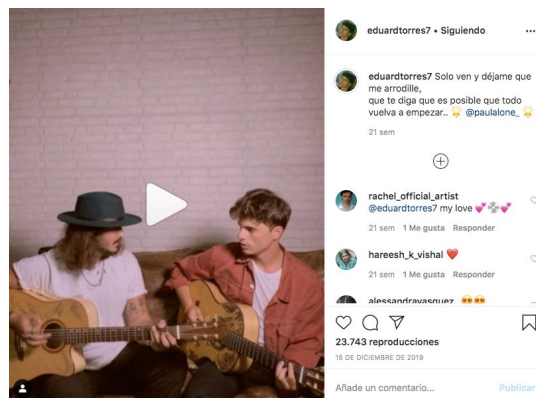 eduardtorres7 • Siguiendo
eduardtorres7 Solo ven y déjame que
me arrodille,
que te diga que es posible que todo
vuelva a empezar.. 🌟 @paulalone_ 🌟
21 sem
rachel_official_artist
@eduardtorres7 my love 💞💞
21 sem 1 Me gusta Responder
hareesh_k_vishal ❤️
21 sem 1 Me gusta Responder
alessandravasquez_ 😍😍
23.743 reproducciones
15 DE DICIEMBRE DE 2019
Añade un comentario...
Publicar